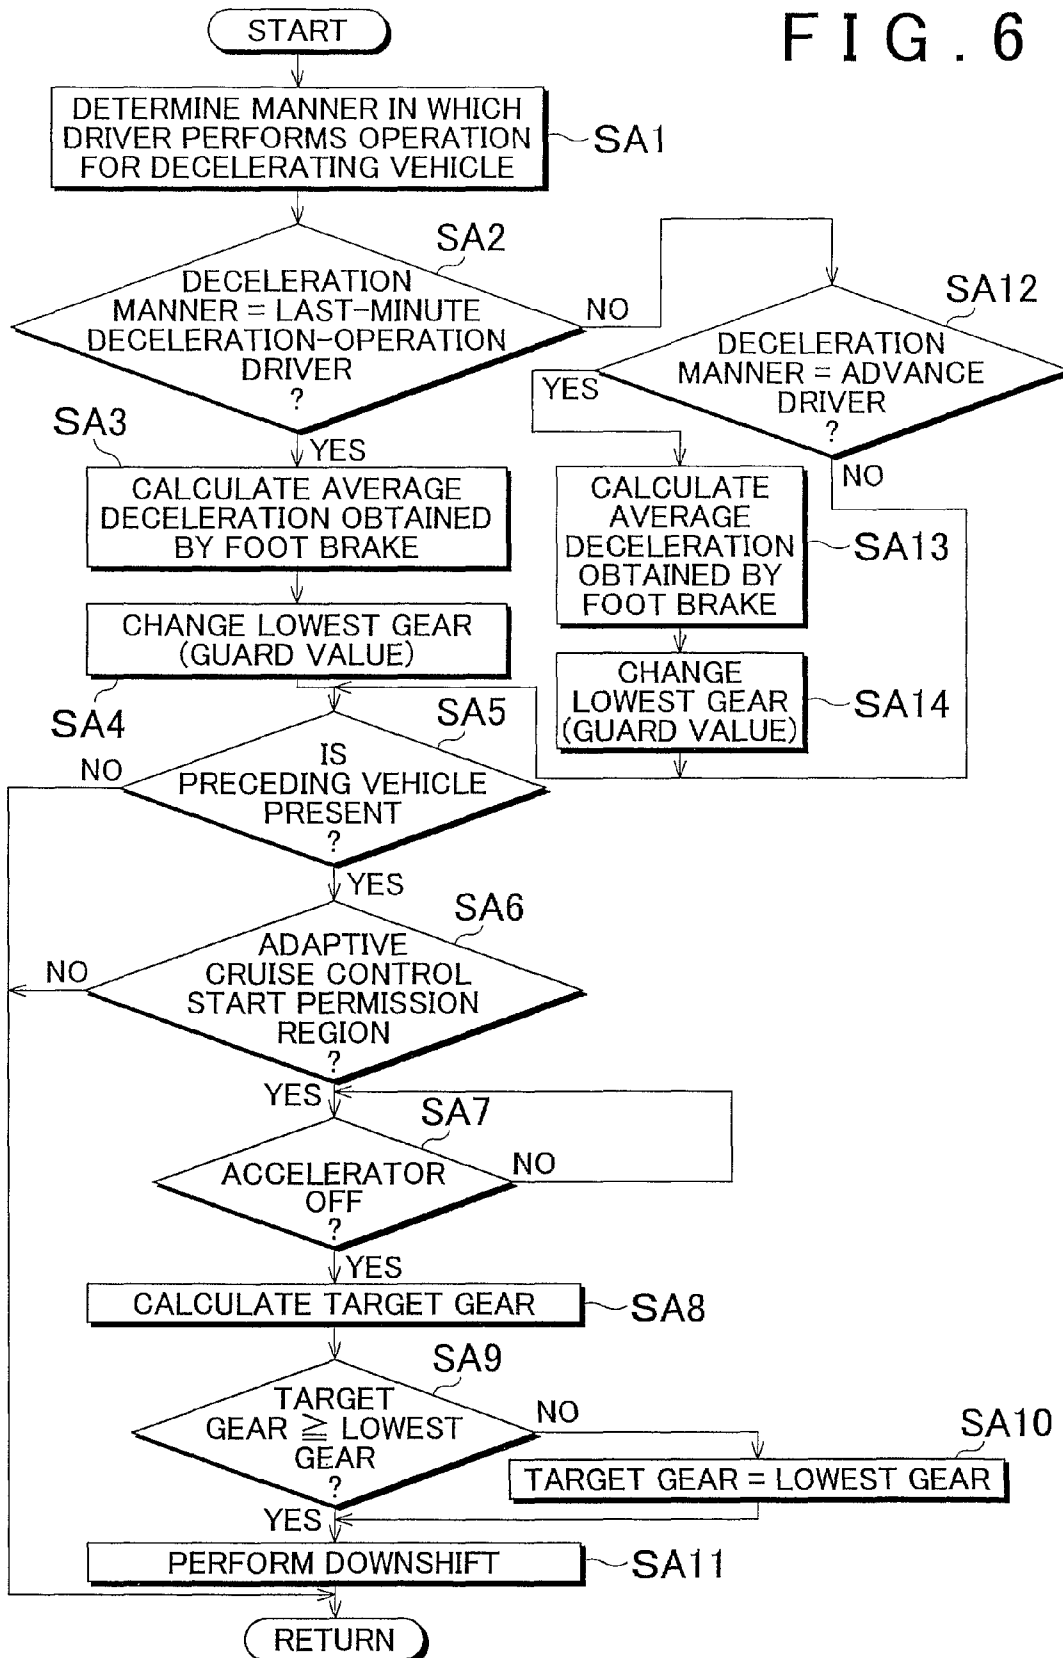 FIG. 6
START
DETERMINE MANNER IN WHICH
DRIVER PERFORMS OPERATION
FOR DECELERATING VEHICLE
SA1
SA2
DECELERATION
MANNER = LAST-MINUTE
DECELERATION-OPERATION
DRIVER
?
NO
YES
SA12
DECELERATION
MANNER = ADVANCE
DRIVER
?
YES
NO
SA3
CALCULATE AVERAGE
DECELERATION OBTAINED
BY FOOT BRAKE
CALCULATE
AVERAGE
DECELERATION
OBTAINED BY
FOOT BRAKE
SA13
CHANGE LOWEST GEAR
(GUARD VALUE)
SA4
CHANGE
LOWEST GEAR
(GUARD VALUE)
SA14
SA5
IS
PRECEDING VEHICLE
PRESENT
?
NO
YES
SA6
ADAPTIVE
CRUISE CONTROL
START PERMISSION
REGION
?
NO
YES
SA7
ACCELERATOR
OFF
?
NO
YES
CALCULATE TARGET GEAR
SA8
SA9
TARGET
GEAR ≧ LOWEST
GEAR
?
NO
YES
SA10
TARGET GEAR = LOWEST GEAR
PERFORM DOWNSHIFT
SA11
RETURN